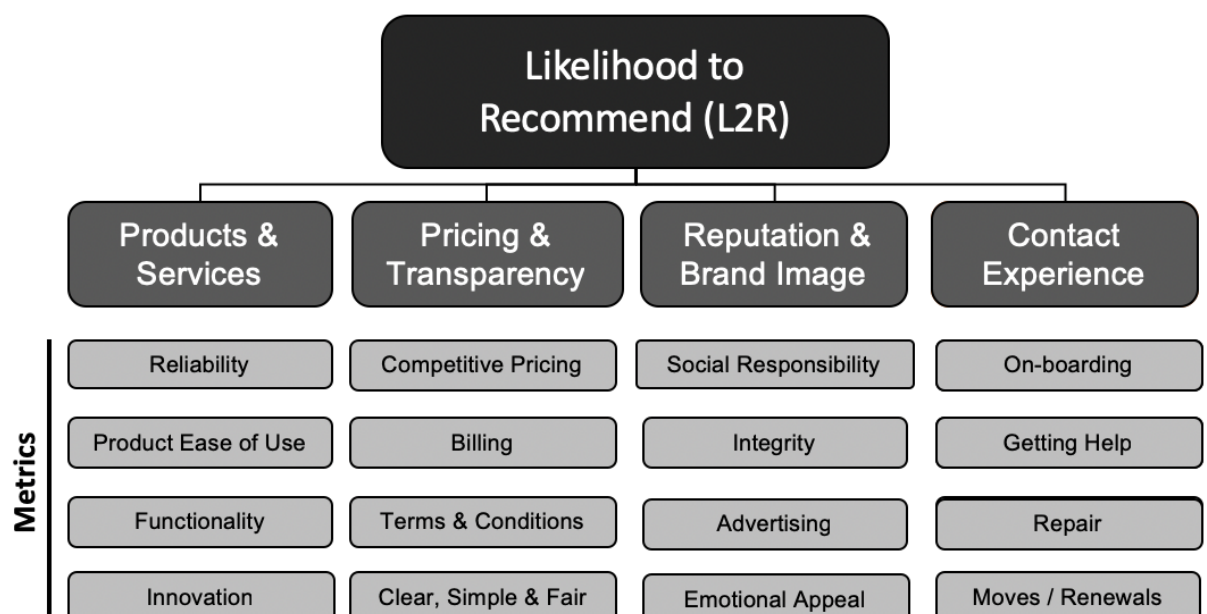 Likelihood to
Recommend (L2R)
Products &
Services
Pricing &
Transparency
Reputation &
Brand Image
Contact
Experience
Metrics
Reliability
Competitive Pricing
Social Responsibility
On-boarding
Product Ease of Use
Billing
Integrity
Getting Help
Functionality
Terms & Conditions
Advertising
Repair
Innovation
Clear, Simple & Fair
Emotional Appeal
Moves / Renewals